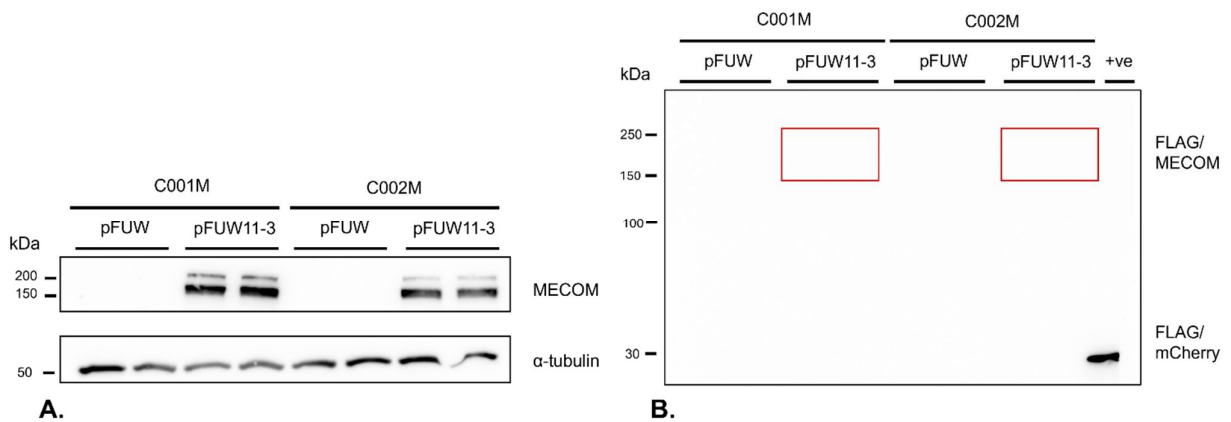 C001M C002M
pFUW pFUW11-3 pFUW pFUW11-3
kDa
200
150
MECOM
50
α-tubulin
A.
C001M C002M
pFUW pFUW11-3 pFUW pFUW11-3 +ve
kDa
250
150
100
30
FLAG/
MECOM
FLAG/
mCherry
B.